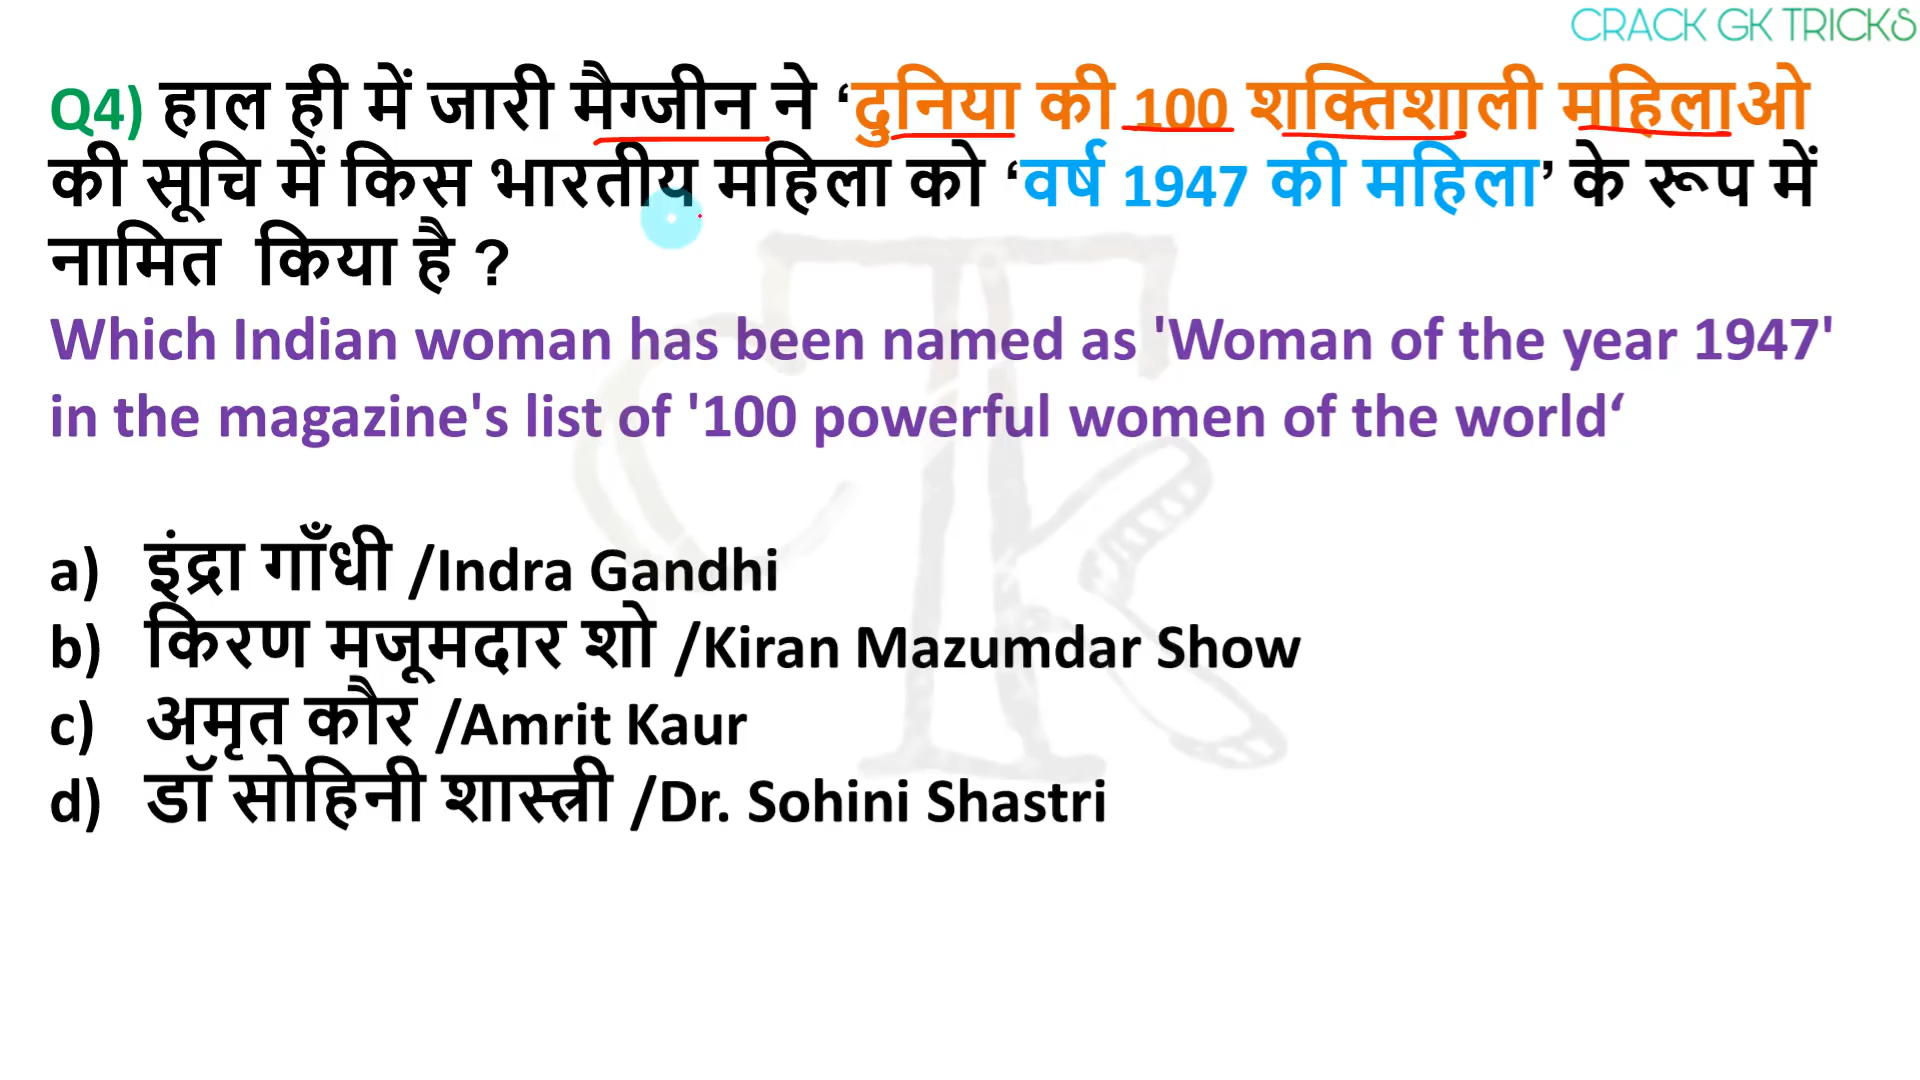 CRACK GK TRICKS
Q4) हाल ही में जारी मैग्जीन ने ‘दुनिया की 100 शक्तिशाली महिलाओ
की सूचि में किस भारतीय महिला को ‘वर्ष 1947 की महिला’ के रूप में
नामित किया है ?
Which Indian woman has been named as 'Woman of the year 1947'
in the magazine's list of '100 powerful women of the world‘
a) इंद्रा गाँधी /Indra Gandhi
b) किरण मजूमदार शो /Kiran Mazumdar Show
c) अमृत कौर /Amrit Kaur
d) डॉ सोहिनी शास्त्री /Dr. Sohini Shastri